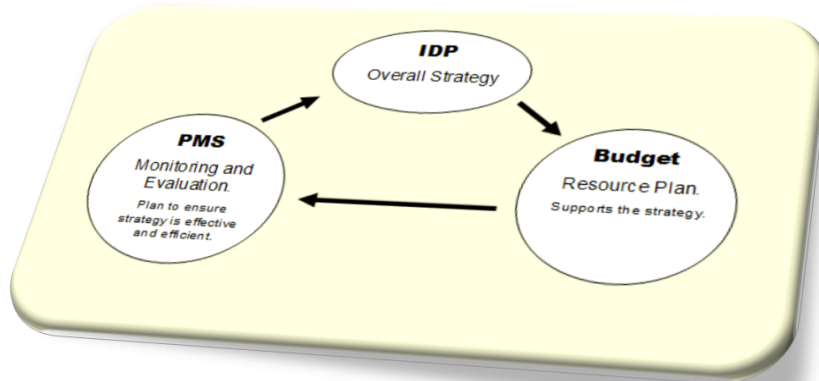 IDP
Overall Strategy
PMS
Monitoring and
Evaluation.
Plan to ensure
strategy is effective
and efficient.
Budget
Resource Plan.
Supports the strategy.